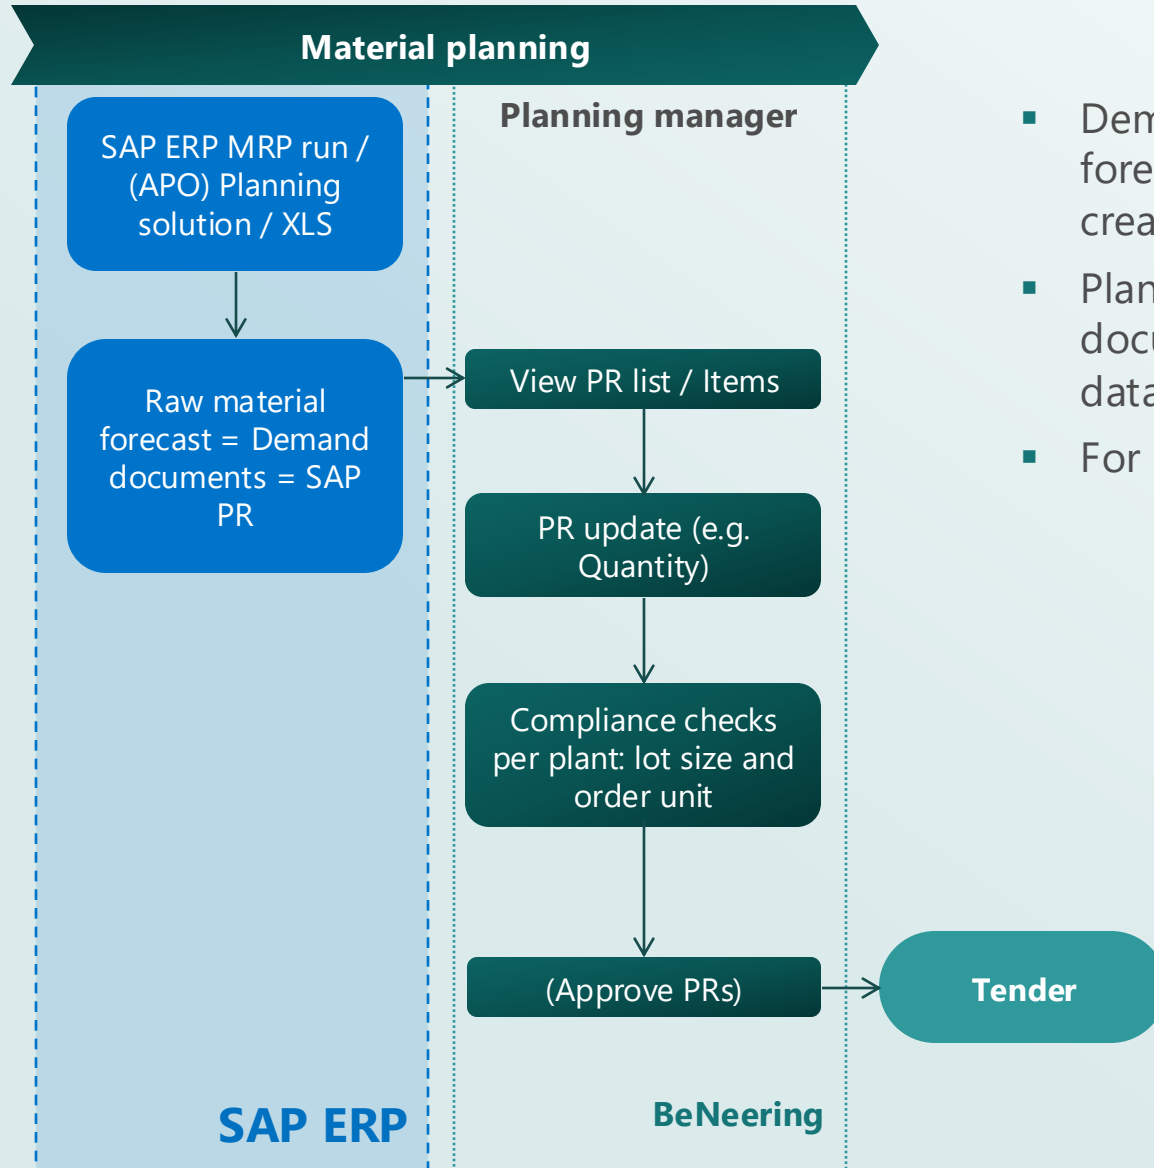 Material planning
SAP ERP MRP run /
(APO) Planning
solution / XLS
Raw material
forecast = Demand
documents = SAP
PR
SAP ERP
Planning manager
View PR list / Items
PR update (e.g.
Quantity)
Compliance checks
per plant: lot size and
order unit
(Approve PRs)
BeNeering
Tender
For